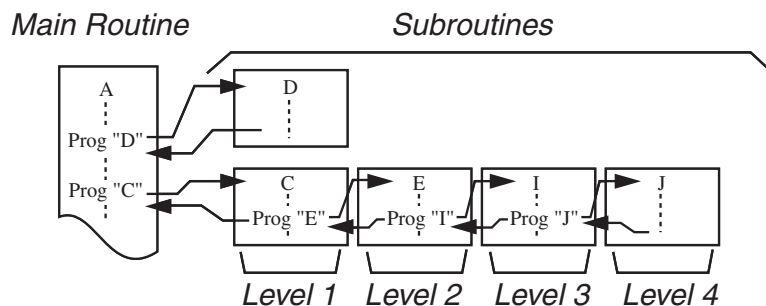 Main Routine
Subroutines
A
D
Prog "D"
Prog "C"
C
E
I
J
Prog "E"
Prog "I"
Prog "J"
Level 1
Level 2
Level 3
Level 4